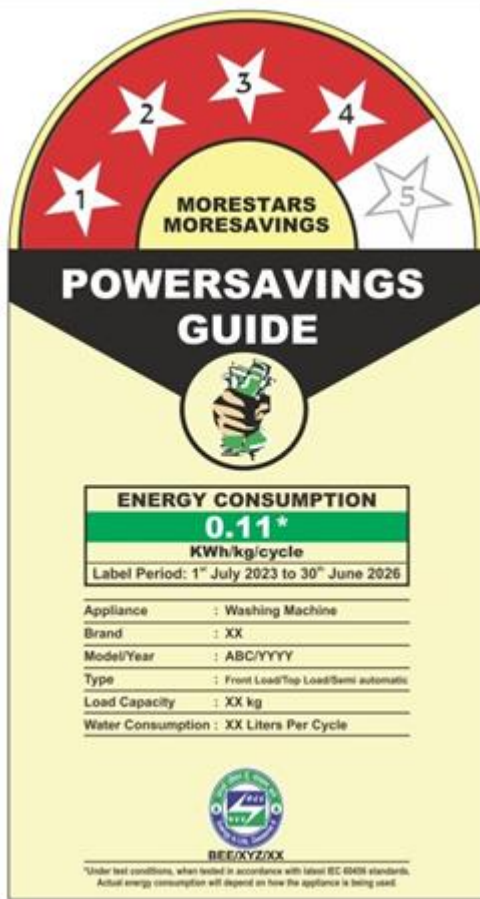 1
2
3
4
5
MORESTARS
MORESAVINGS
POWERSAVINGS
GUIDE
ENERGY CONSUMPTION
0.11*
KWh/kg/cycle
Label Period: 1st July 2023 to 30th June 2026
Appliance : Washing Machine
Brand : XX
Model/Year : ABC/YYYY
Type : Front Load/Top Load/Semi automatic
Load Capacity : XX kg
Water Consumption : XX Liters Per Cycle
BEE/XYZ/XX
*Under test conditions, when tested in accordance with latest IEC 60456 standards.
Actual energy consumption will depend on how the appliance is being used.